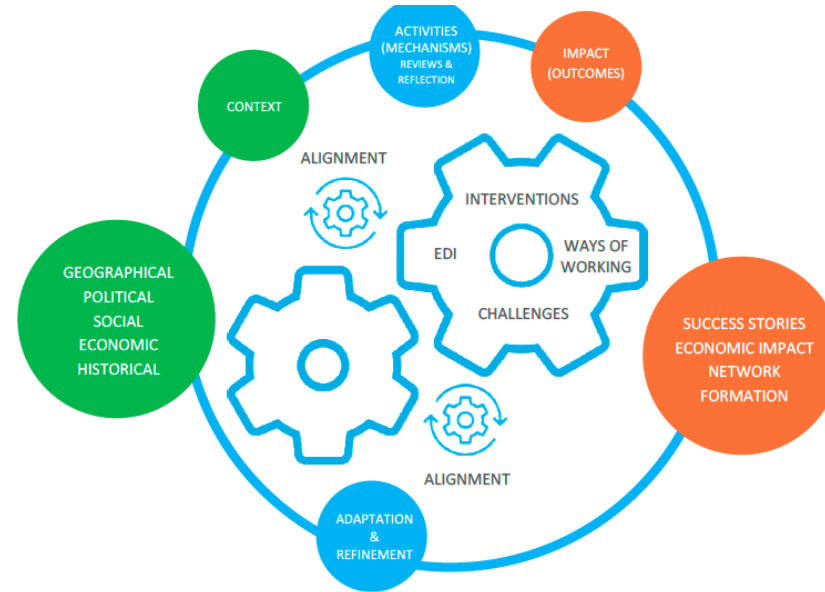 ACTIVITIES
(MECHANISMS)
REVIEWS &
REFLECTION
IMPACT
(OUTCOMES)
CONTEXT
ALIGNMENT
INTERVENTIONS
EDI
WAYS OF
WORKING
CHALLENGES
GEOGRAPHICAL
POLITICAL
SOCIAL
ECONOMIC
HISTORICAL
SUCCESS STORIES
ECONOMIC IMPACT
NETWORK
FORMATION
ALIGNMENT
ADAPTATION
&
REFINEMENT